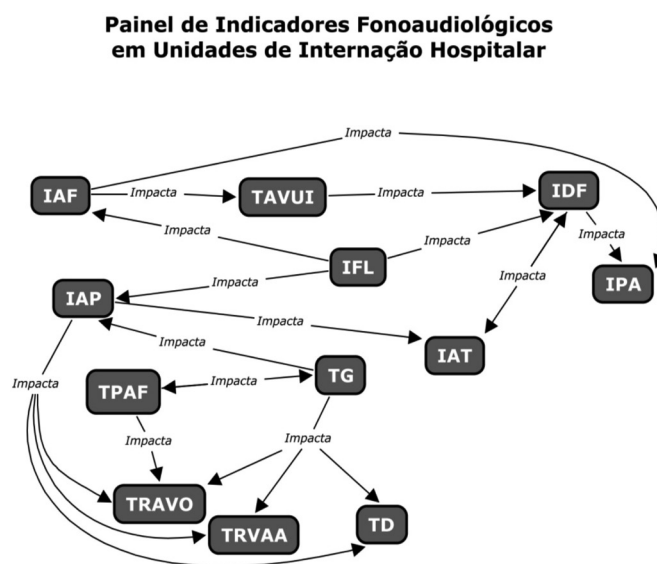 Painel de Indicadores Fonoaudiológicos
em Unidades de Internação Hospitalar
Impacta
IAF
Impacta
TAVUI
Impacta
IDF
Impacta
Impacta
Impacta
IFL
Impacta
IPA
IAP
Impacta
Impacta
Impacta
IAT
Impacta
TPAF
Impacta
TG
Impacta
Impacta
TRAVO
TRVAA
TD